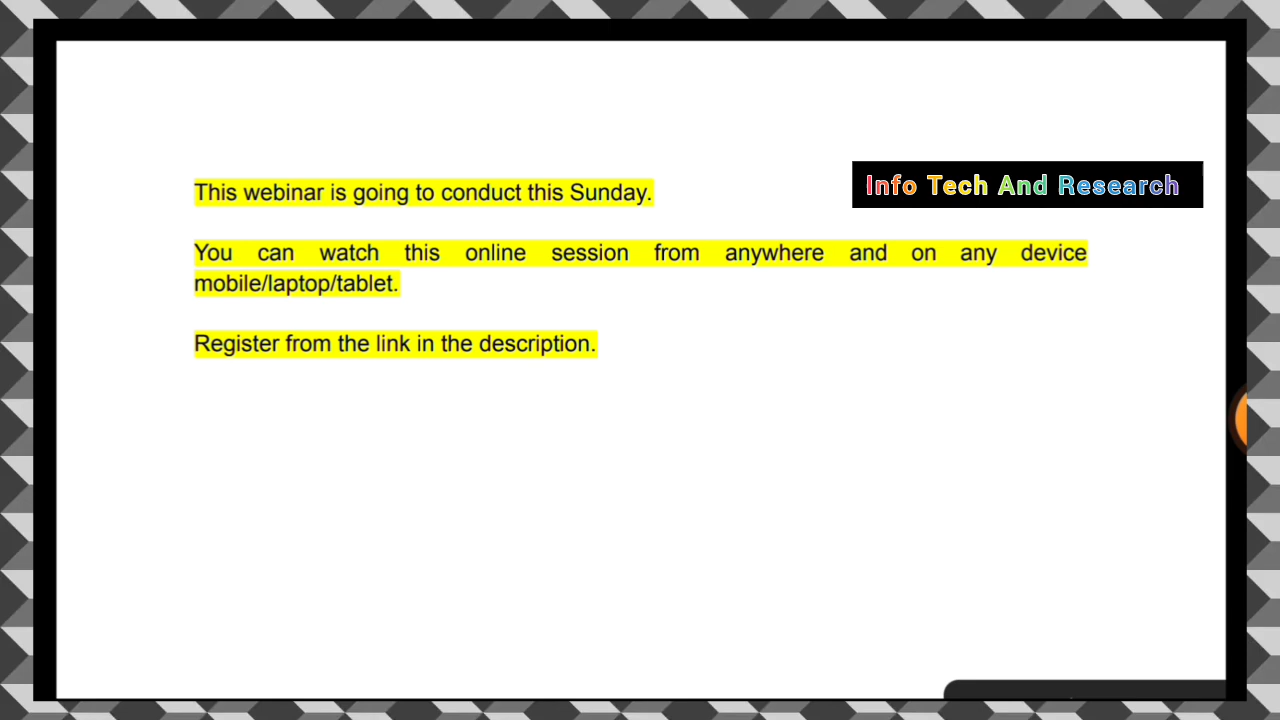 This webinar is going to conduct this Sunday.
Info Tech And Research
You can watch this online session from anywhere and on any device
mobile/laptop/tablet.
Register from the link in the description.